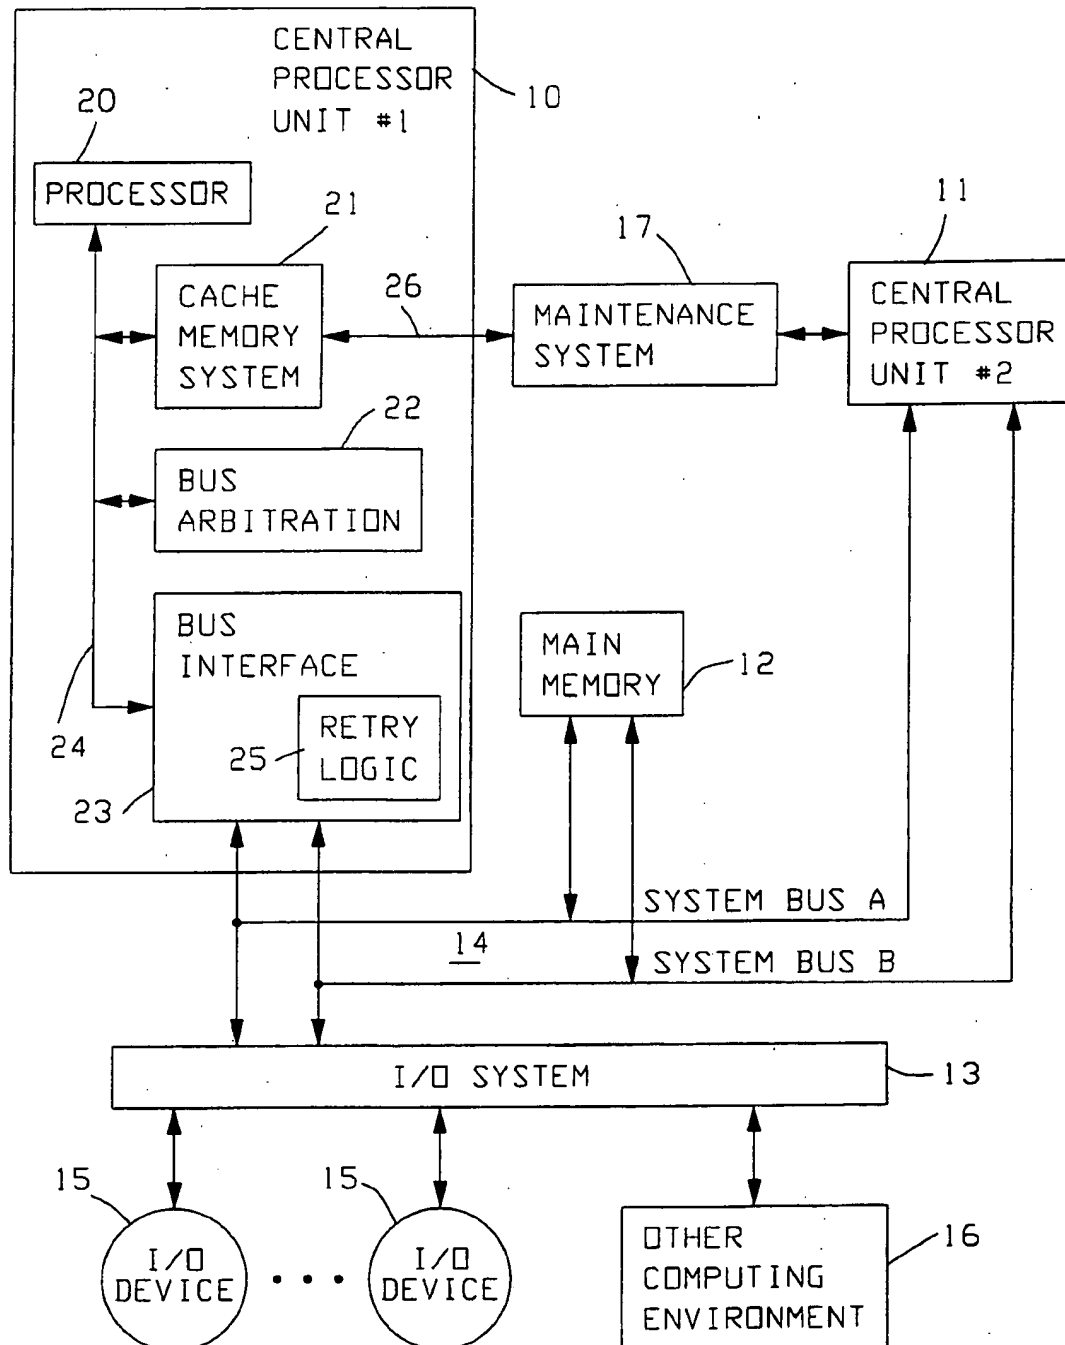 CENTRAL
PROCESSOR
UNIT #1
10
20
PROCESSOR
21
CACHE
MEMORY
SYSTEM
26
17
MAINTENANCE
SYSTEM
11
CENTRAL
PROCESSOR
UNIT #2
22
BUS
ARBITRATION
BUS
INTERFACE
RETRY
LOGIC
25
24
23
MAIN
MEMORY
12
SYSTEM BUS A
14
SYSTEM BUS B
I/O SYSTEM
13
15
I/O
DEVICE
15
I/O
DEVICE
OTHER
COMPUTING
ENVIRONMENT
16